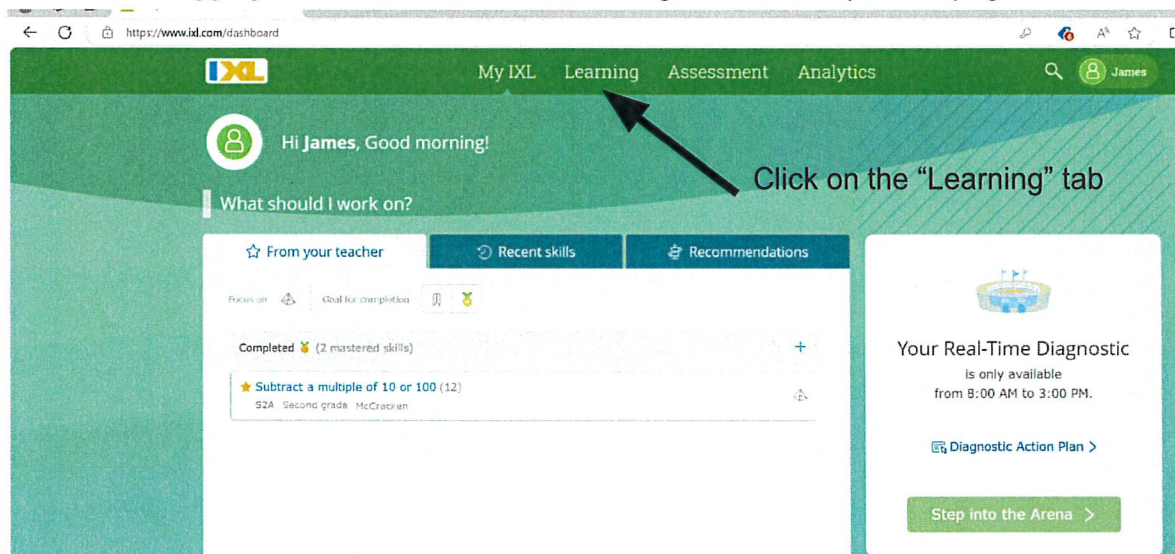 https://www.ixl.com/dashboard
IXL
My IXL Learning Assessment Analytics
James
Hi James, Good morning!
Click on the “Learning” tab
What should I work on?
From your teacher
Recent skills
Recommendations
Focus on
Goal for completion
Completed (2 mastered skills)
+
Subtract a multiple of 10 or 100 (12)
S2A Second grade McCracken
Your Real-Time Diagnostic
is only available
from 8:00 AM to 3:00 PM.
Diagnostic Action Plan >
Step into the Arena >